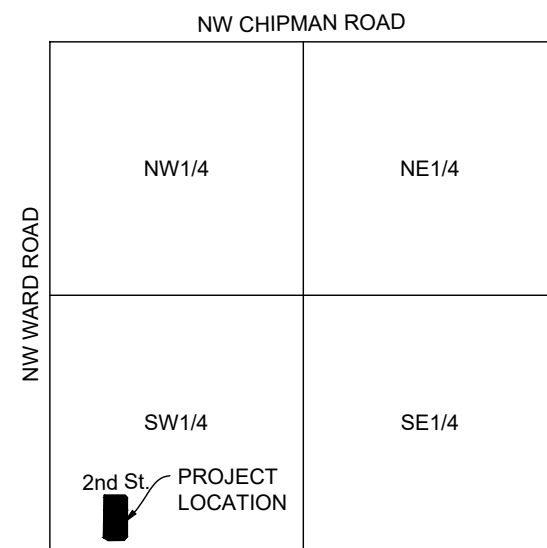 NW CHIPMAN ROAD
NW1/4
NE1/4
NW WARD ROAD
SW1/4
SE1/4
2nd St.
PROJECT
LOCATION